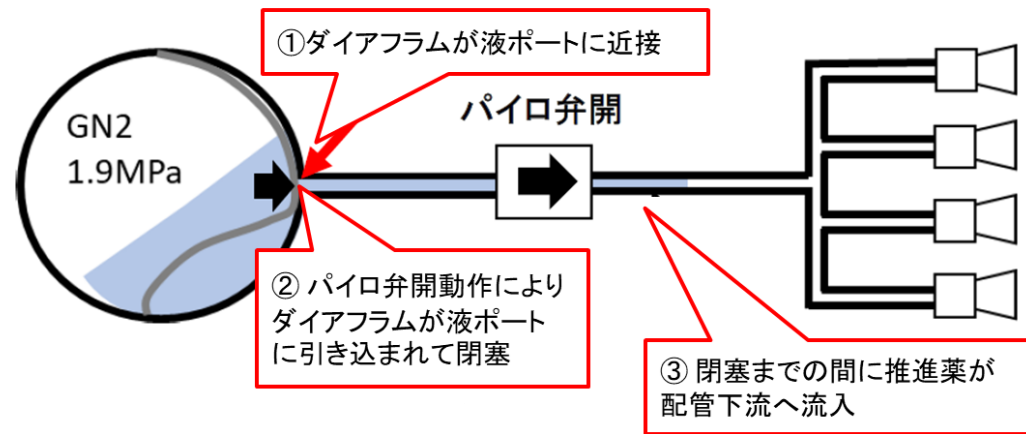 ①ダイアフラムが液ポートに近接
GN2
1.9MPa
パイロ弁開
② パイロ弁開動作により
ダイアフラムが液ポート
に引き込まれて閉塞
③ 閉塞までの間に推進薬が
配管下流へ流入